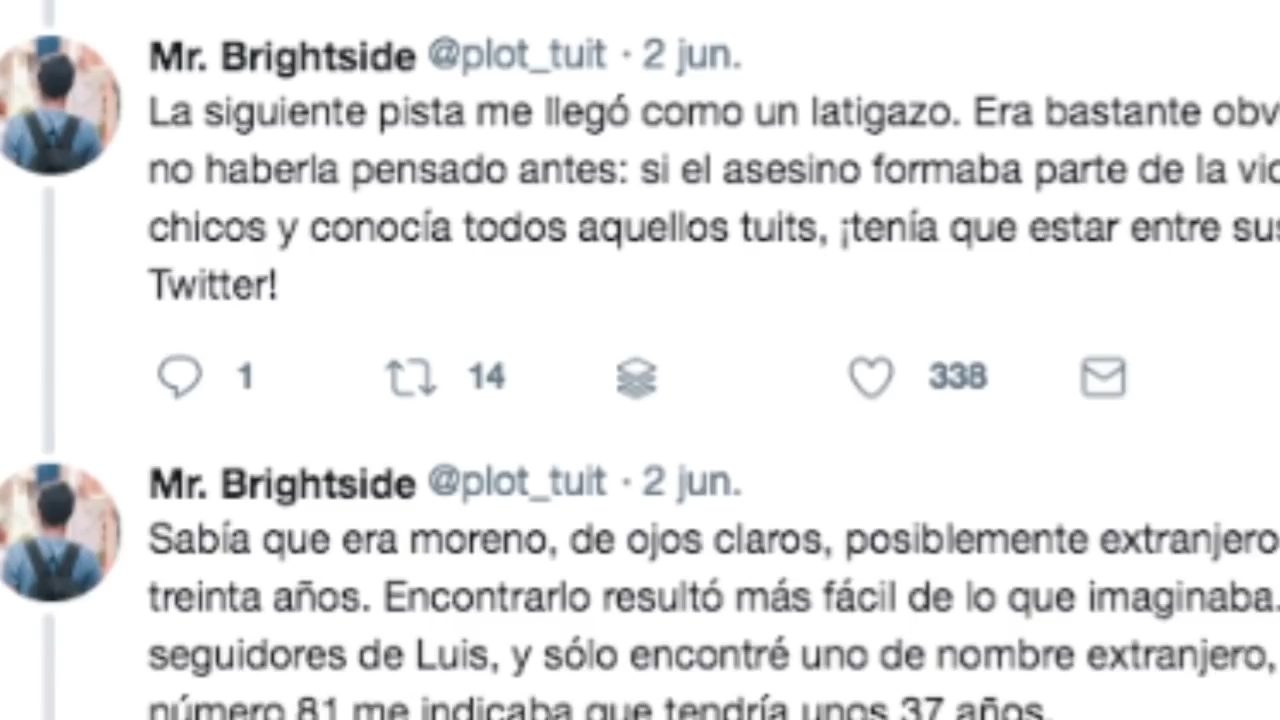 Mr. Brightside @plot_tuit · 2 jun.
La siguiente pista me llegó como un latigazo. Era bastante
no haberla pensado antes: si el asesino formaba parte de la
chicos y conocía todos aquellos tuits, ¡tenía que estar entre
Twitter!
1 14 338
Mr. Brightside @plot_tuit · 2 jun.
Sabía que era moreno, de ojos claros, posiblemente extranjero
treinta años. Encontrarlo resultó más fácil de lo que imaginaba.
seguidores de Luis, y sólo encontré uno de nombre extranjero,
número 81 me indicaba que tendría unos 37 años.